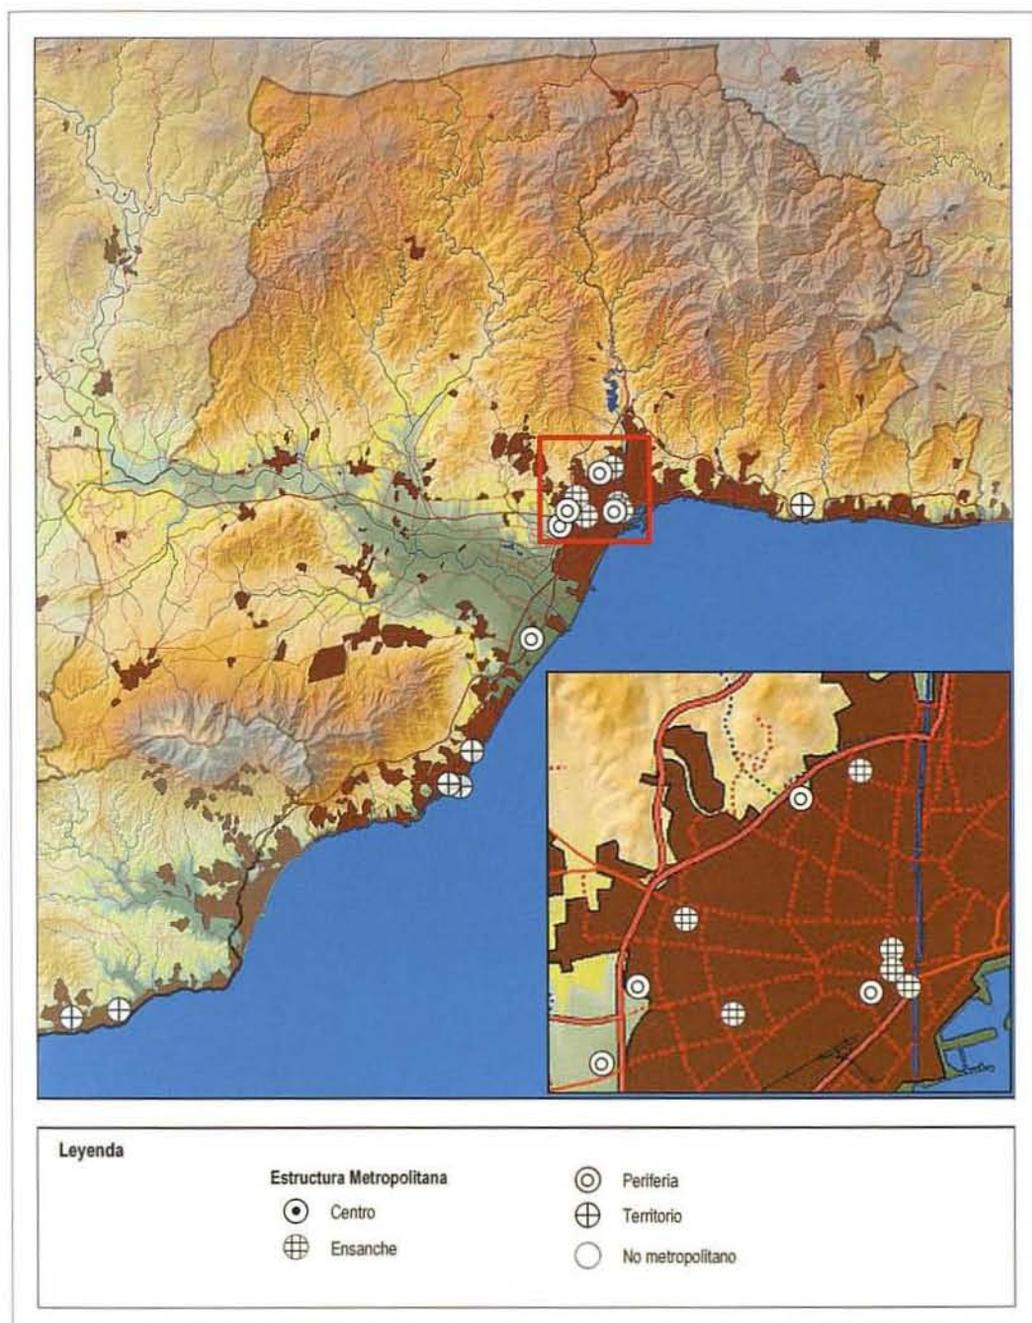 Leyenda
Estructura Metropolitana
Centro
Ensanche
Periferia
Territorio
No metropolitano